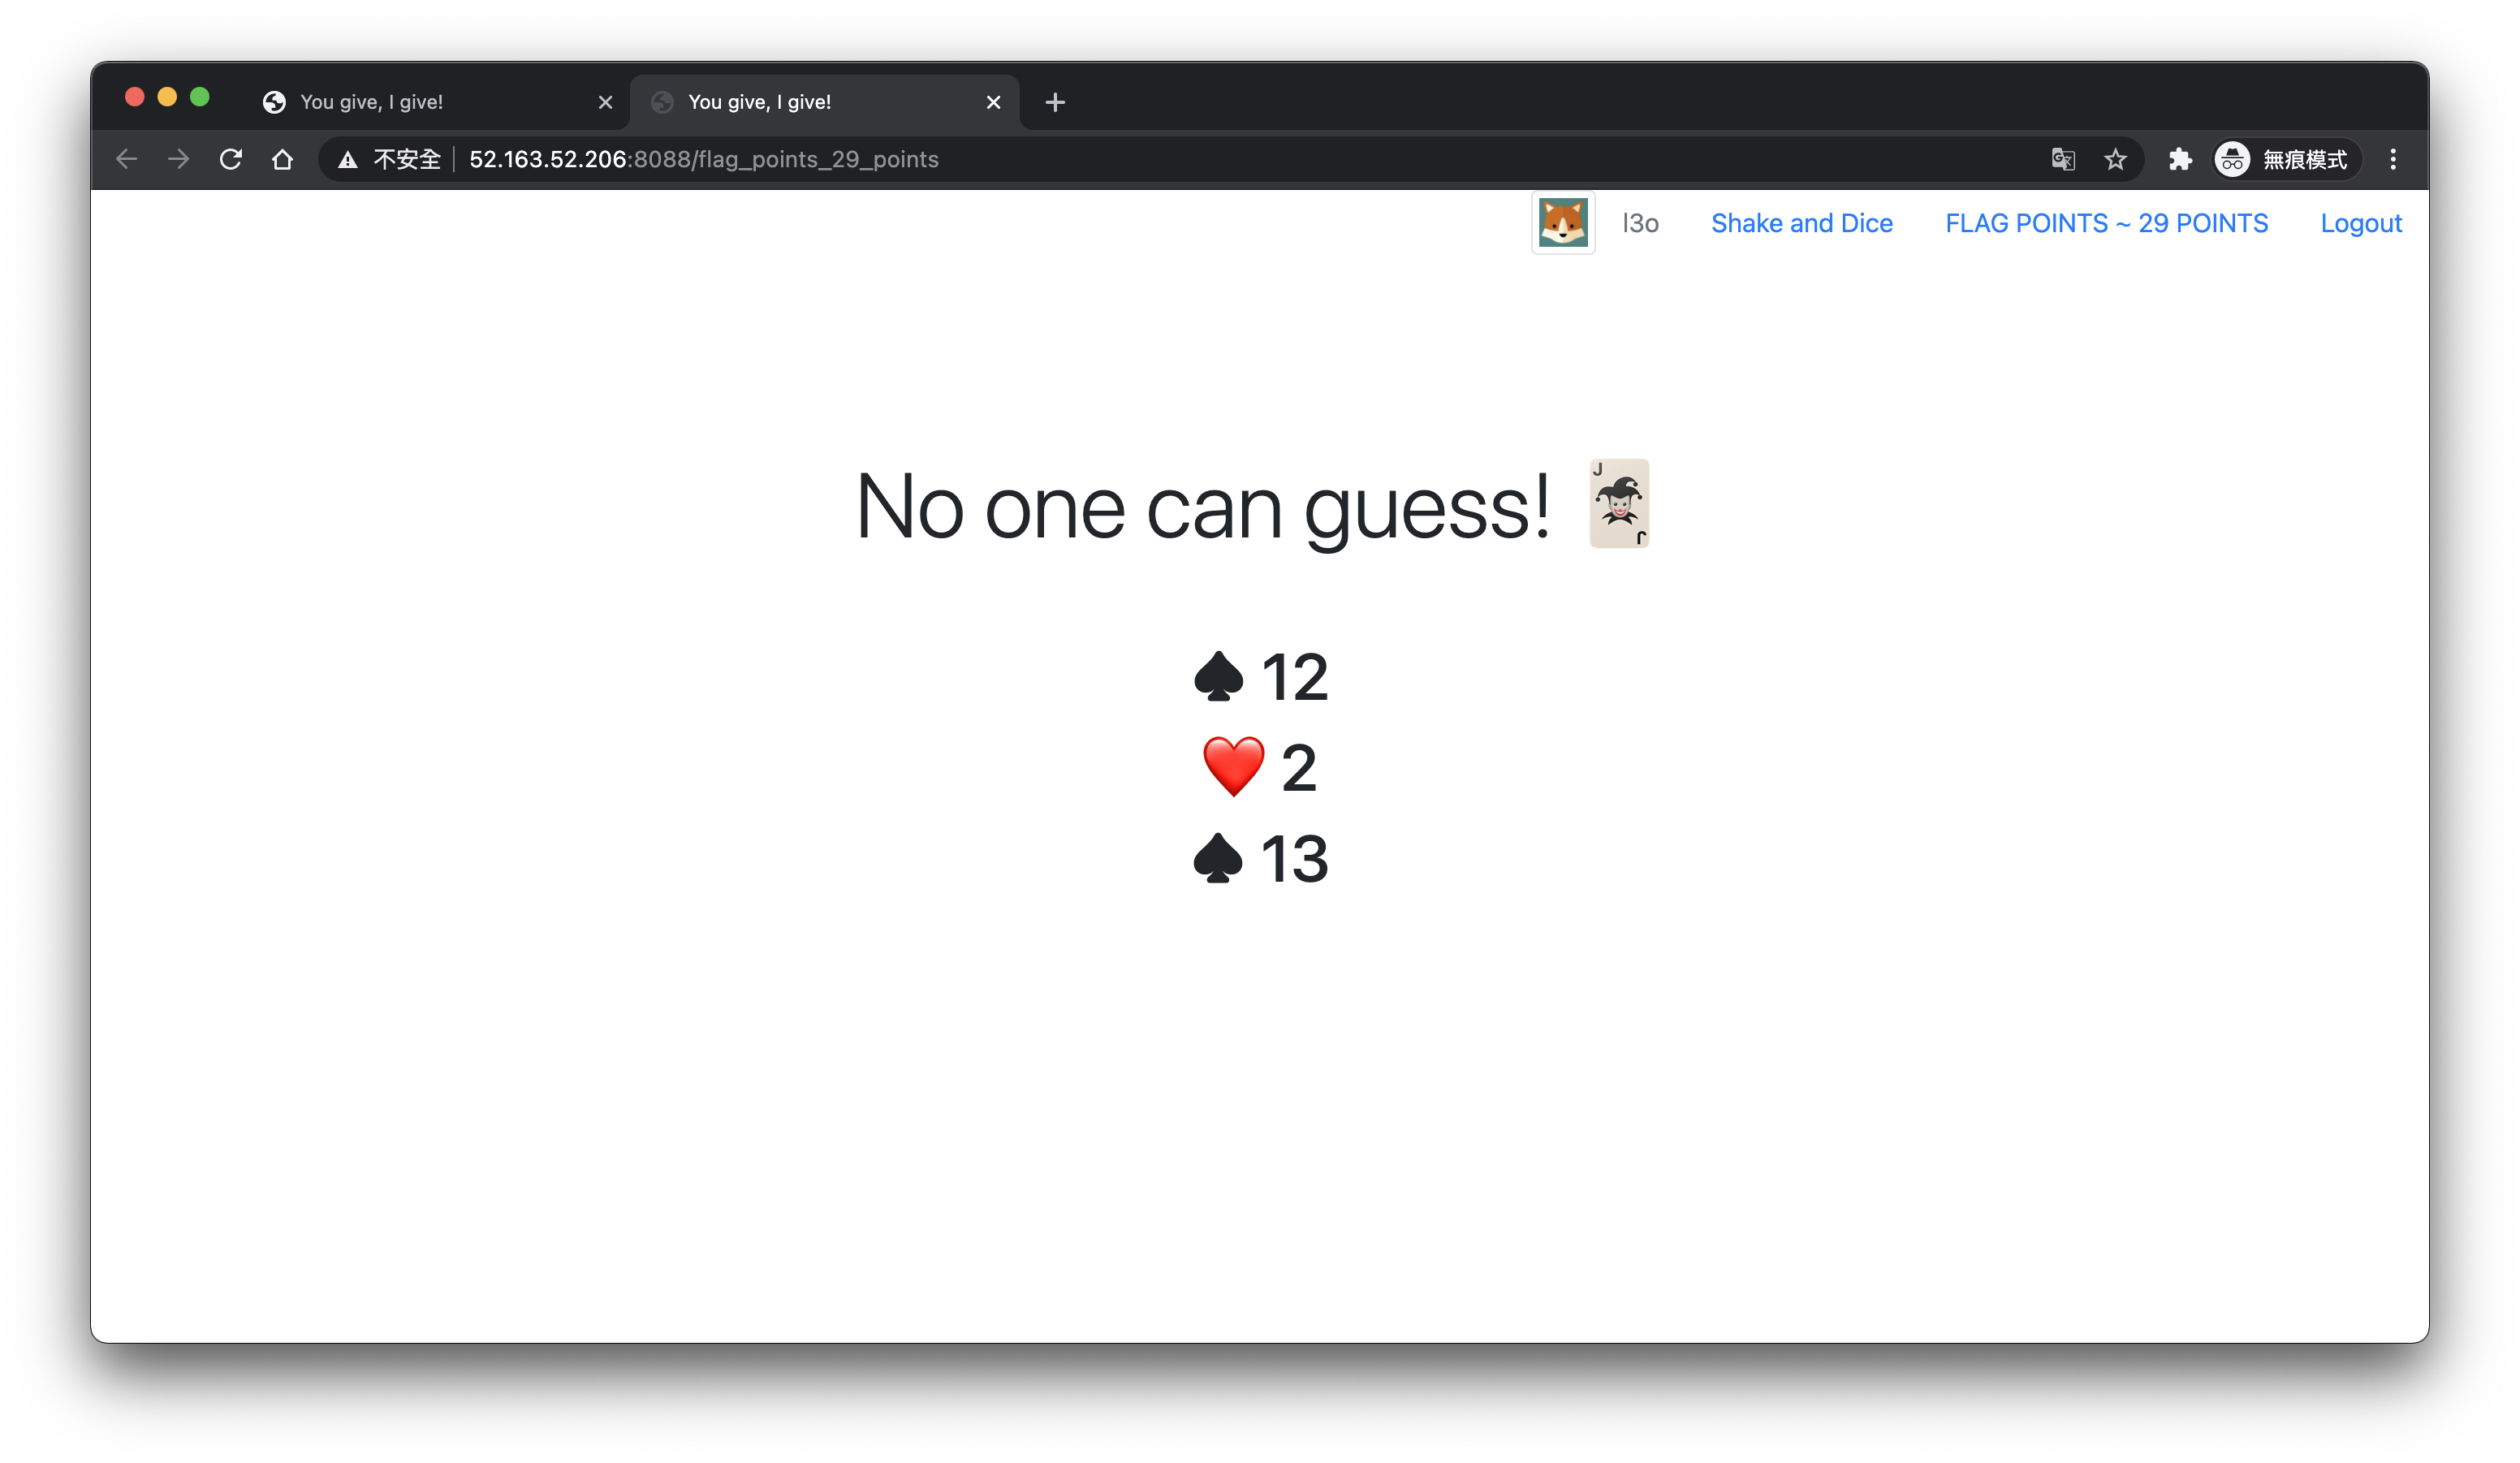 You give, I give!
You give, I give!
不安全 52.163.52.206:8088/flag_points_29_points
無痕模式
l3o Shake and Dice FLAG POINTS ~ 29 POINTS Logout
No one can guess! 🃏
♠ 12
❤️ 2
♠ 13